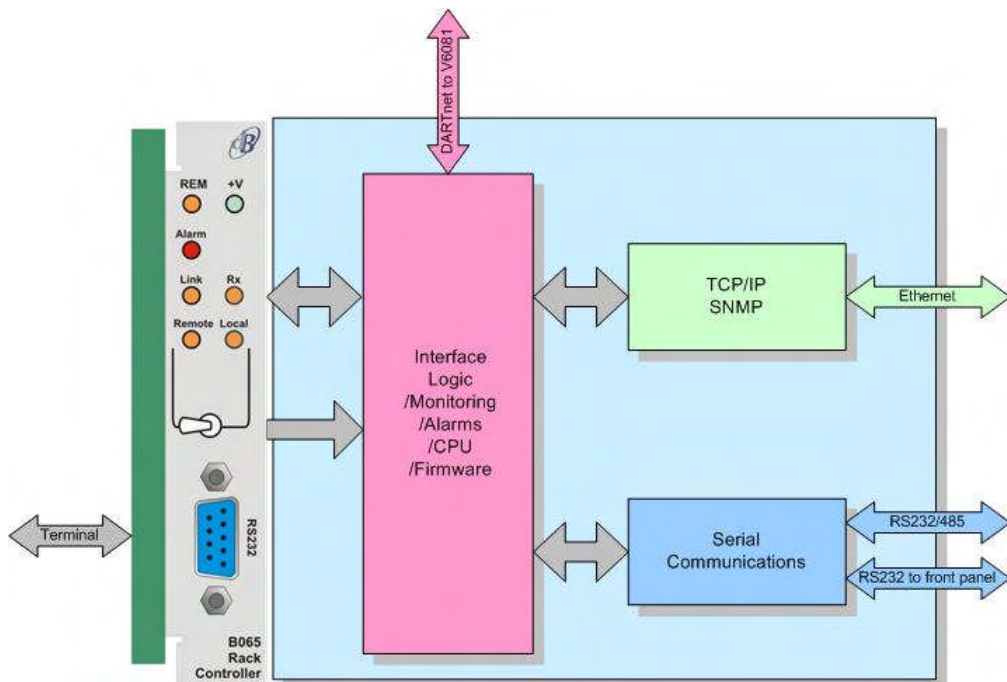 DARTnet to V6081
REM +V
Alarm
Link Rx
Remote Local
RS232
B065
Rack
Controller
Terminal
Interface
Logic
/Monitoring
/Alarms
/CPU
/Firmware
TCP/IP
SNMP
Ethernet
Serial
Communications
RS232/485
RS232 to front panel